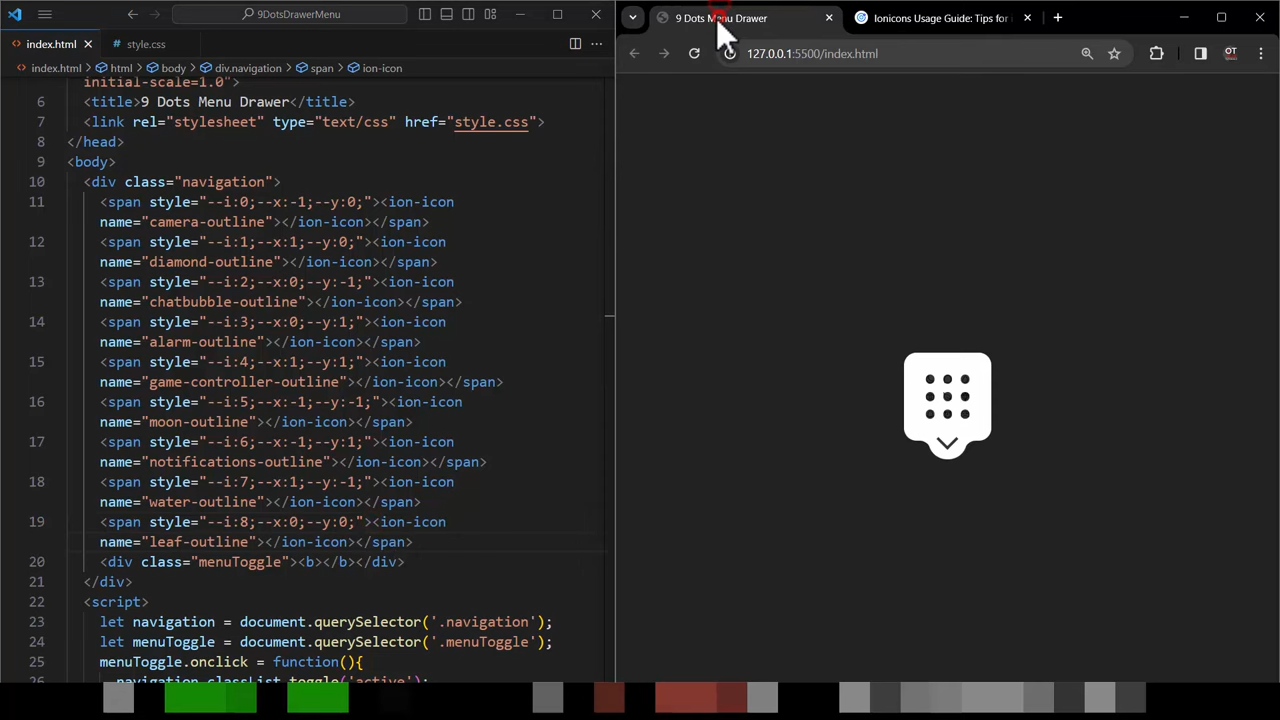 9DotsDrawerMenu
index.html
style.css
index.html > html > body > div.navigation > span > ion-icon
initial-scale=1.0">
6 <title>9 Dots Menu Drawer</title>
7 <link rel="stylesheet" type="text/css" href="style.css">
8 </head>
9 <body>
10 <div class="navigation">
11 <span style="--i:0;--x:-1;--y:0;"><ion-icon
name="camera-outline"></ion-icon></span>
12 <span style="--i:1;--x:1;--y:0;"><ion-icon
name="diamond-outline"></ion-icon></span>
13 <span style="--i:2;--x:0;--y:-1;"><ion-icon
name="chatbubble-outline"></ion-icon></span>
14 <span style="--i:3;--x:0;--y:1;"><ion-icon
name="alarm-outline"></ion-icon></span>
15 <span style="--i:4;--x:1;--y:1;"><ion-icon
name="game-controller-outline"></ion-icon></span>
16 <span style="--i:5;--x:-1;--y:-1;"><ion-icon
name="moon-outline"></ion-icon></span>
17 <span style="--i:6;--x:-1;--y:1;"><ion-icon
name="notifications-outline"></ion-icon></span>
18 <span style="--i:7;--x:1;--y:-1;"><ion-icon
name="water-outline"></ion-icon></span>
19 <span style="--i:8;--x:0;--y:0;"><ion-icon
name="leaf-outline"></ion-icon></span>
20 <div class="menuToggle"><b></b></div>
21 </div>
22 <script>
23 let navigation = document.querySelector('.navigation');
24 let menuToggle = document.querySelector('.menuToggle');
25 menuToggle.onclick = function(){
26 navigation.classList.toggle('active');
9 Dots Menu Drawer
Ionicons Usage Guide: Tips for
127.0.0.1:5500/index.html
OT